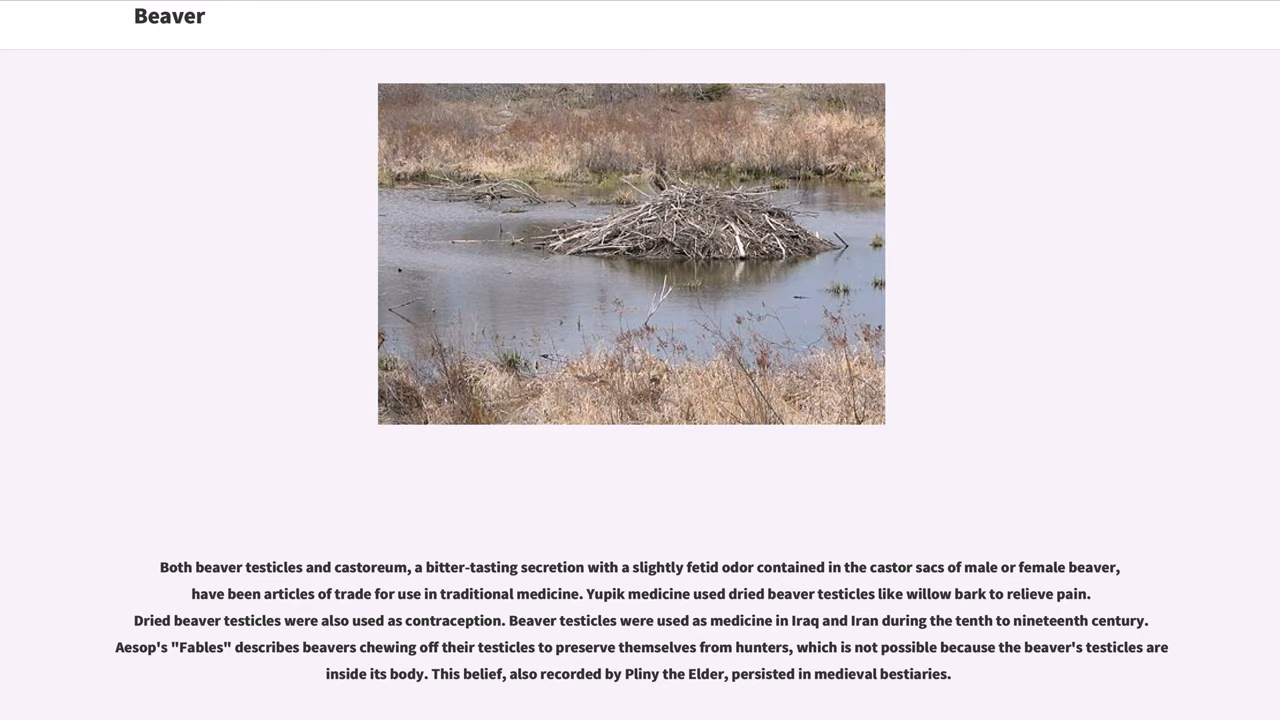 Beaver
Both beaver testicles and castoreum, a bitter-tasting secretion with a slightly fetid odor contained in the castor sacs of male or female beaver,
have been articles of trade for use in traditional medicine. Yupik medicine used dried beaver testicles like willow bark to relieve pain.
Dried beaver testicles were also used as contraception. Beaver testicles were used as medicine in Iraq and Iran during the tenth to nineteenth century.
Aesop's "Fables" describes beavers chewing off their testicles to preserve themselves from hunters, which is not possible because the beaver's testicles are
inside its body. This belief, also recorded by Pliny the Elder, persisted in medieval bestiaries.